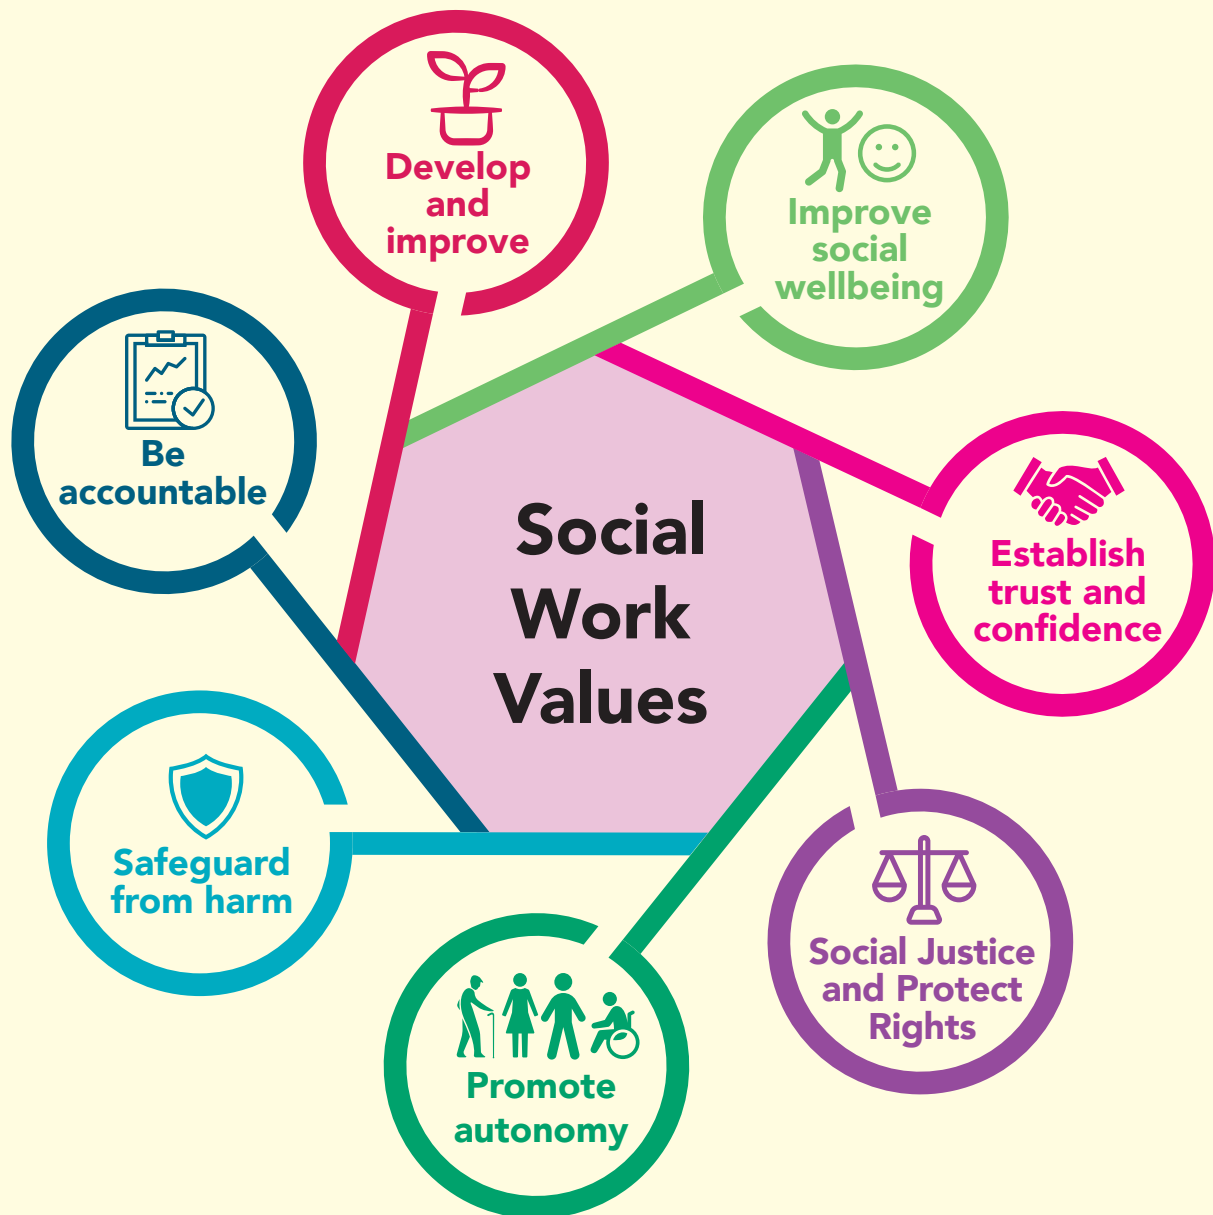 Develop
and
improve
Improve
social
wellbeing
Be
accountable
Establish
trust and
confidence
Social
Work
Values
Safeguard
from harm
Social Justice
and Protect
Rights
Promote
autonomy